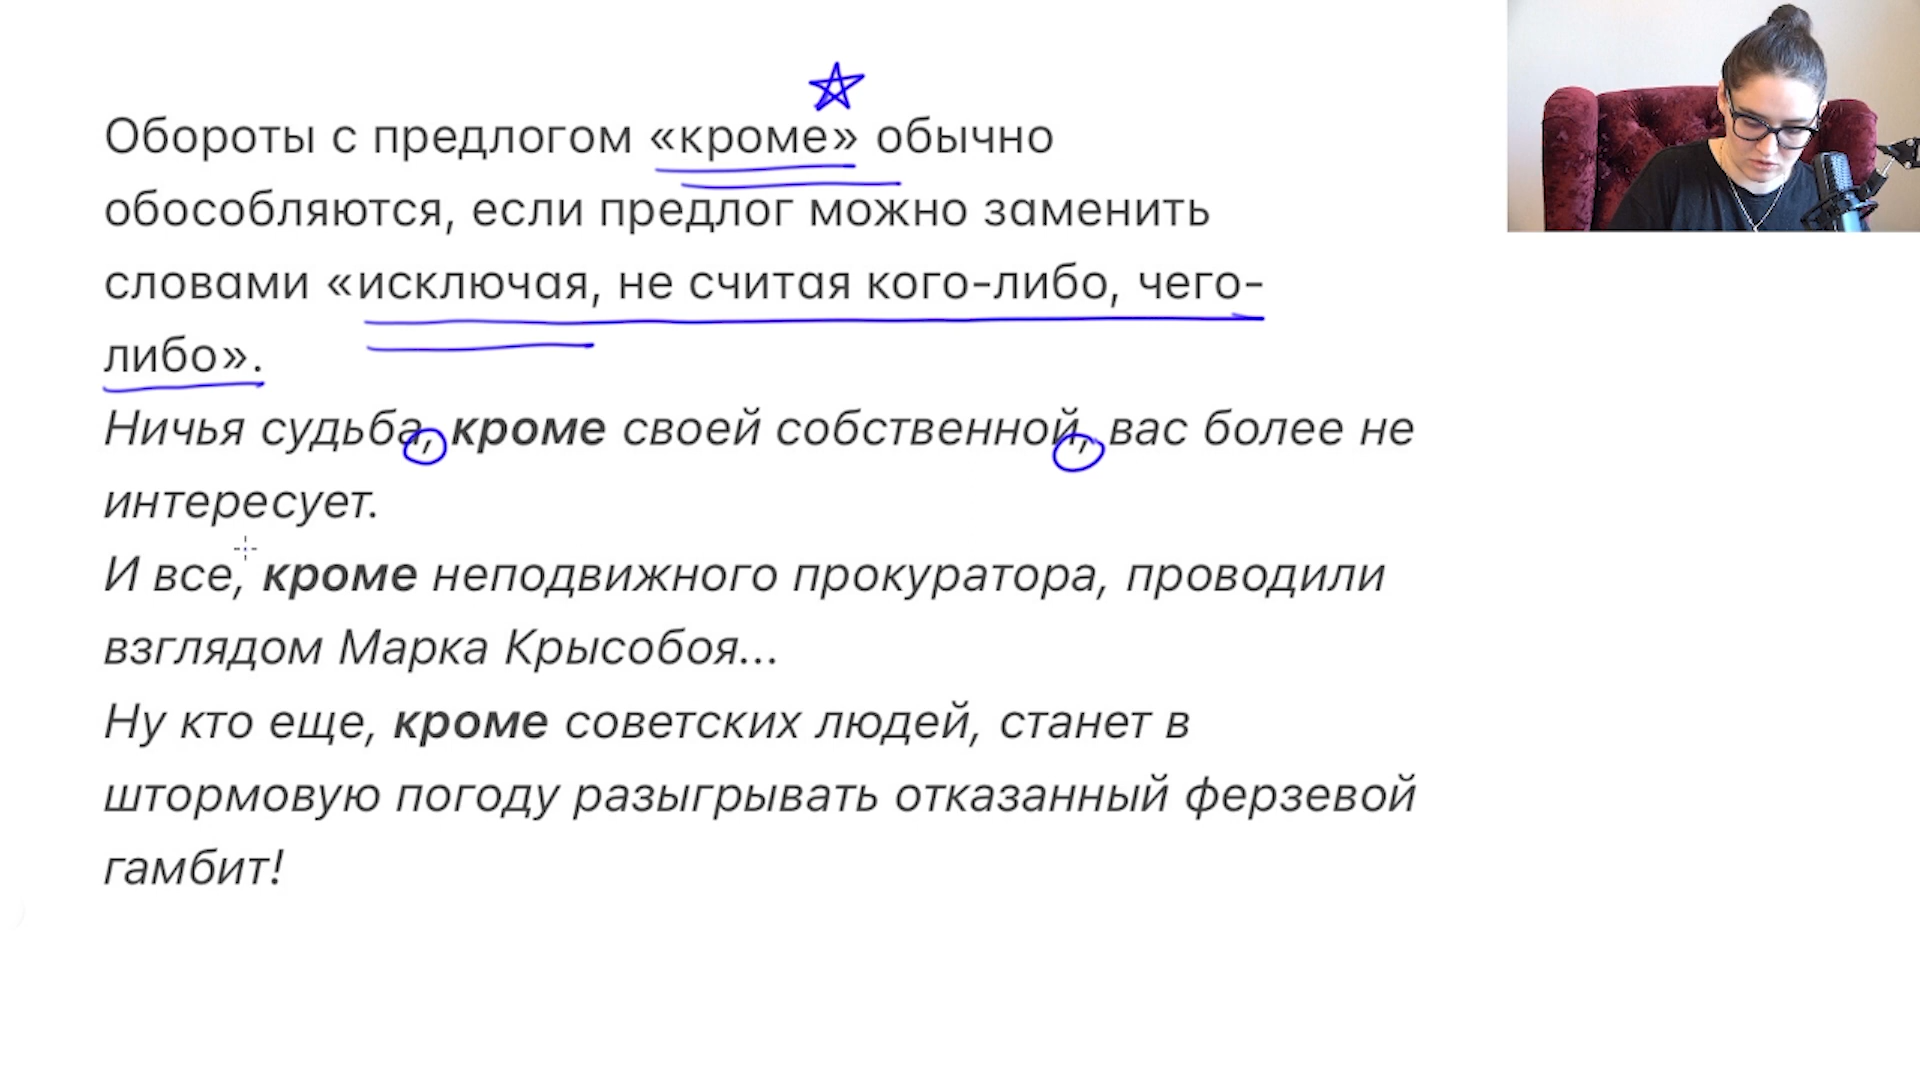 Обороты с предлогом «кроме» обычно
обособляются, если предлог можно заменить
словами «исключая, не считая кого-либо, чего-
либо».
Ничья судьба, кроме своей собственной, вас более не
интересует.
И все, кроме неподвижного прокуратора, проводили
взглядом Марка Крысобоя...
Ну кто еще, кроме советских людей, станет в
штормовую погоду разыгрывать отказанный ферзевой
гамбит!